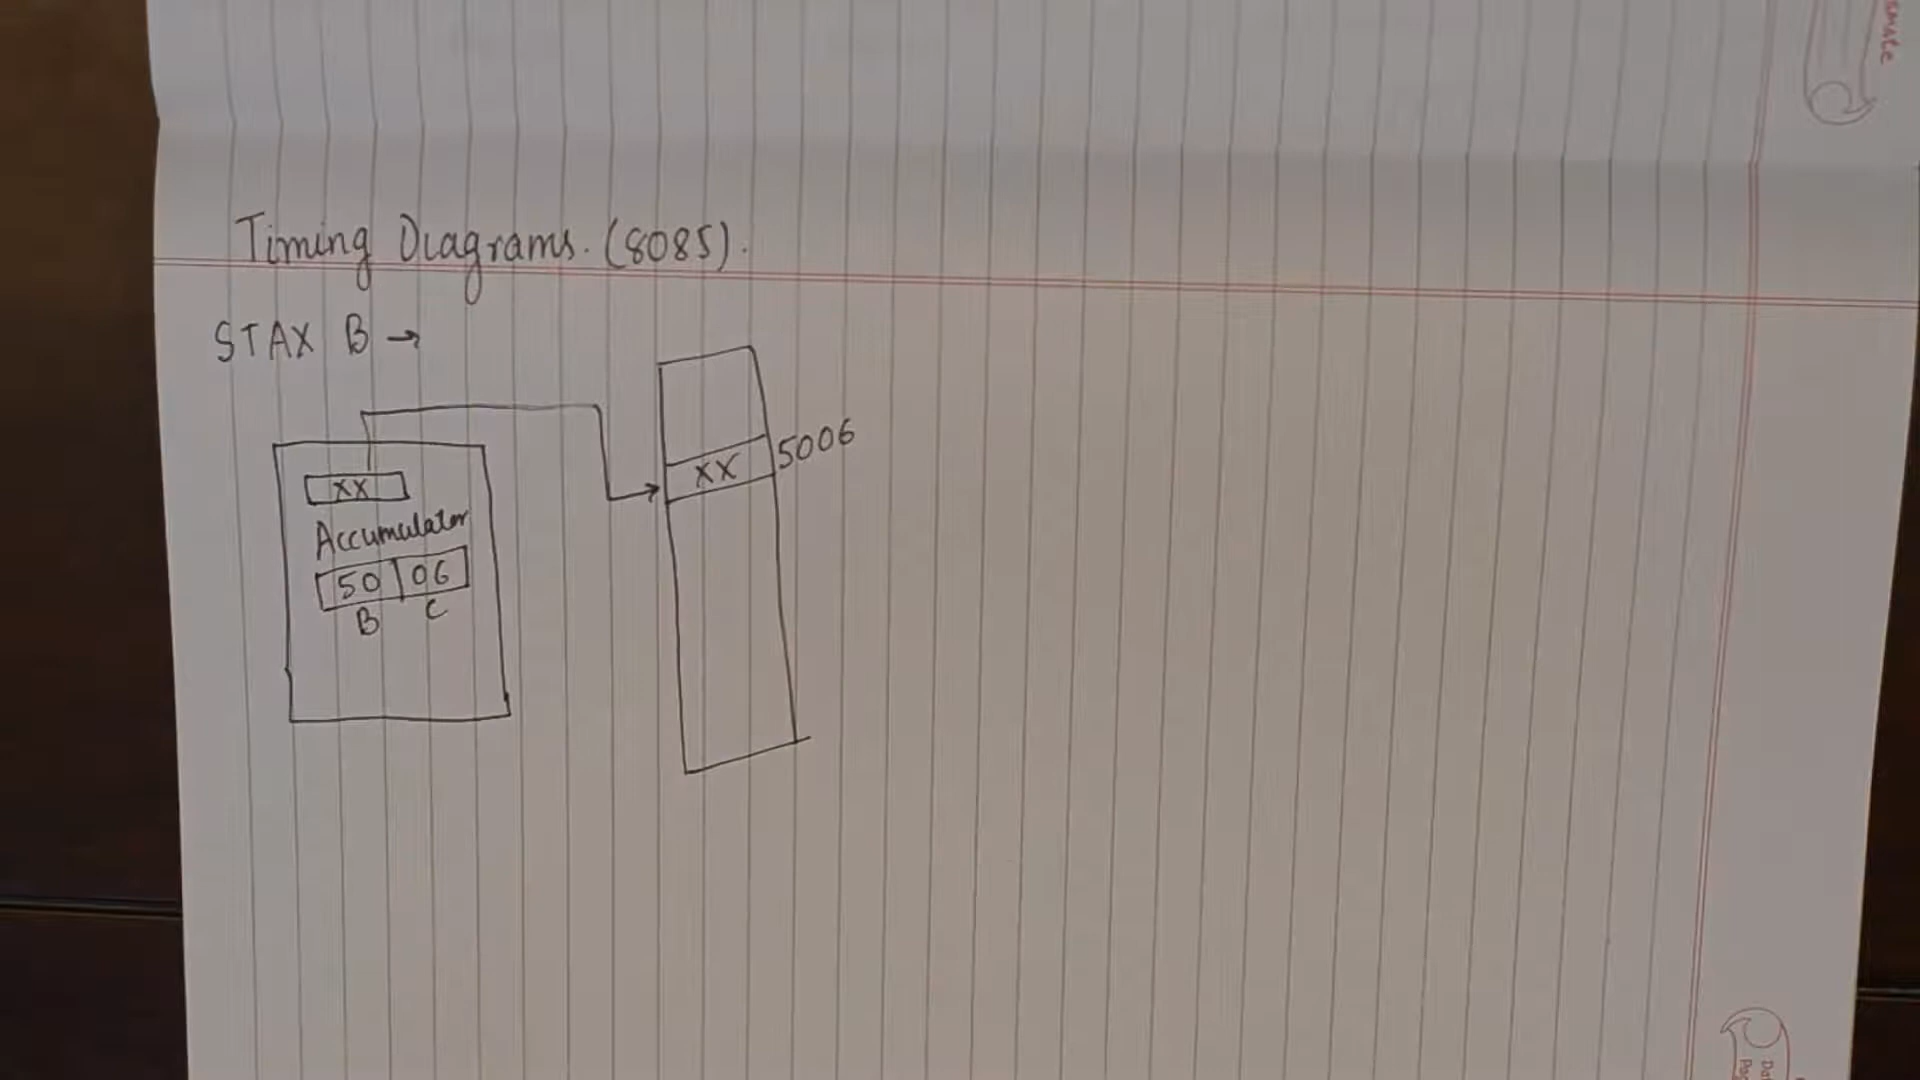 Timing Diagrams. (8085).
STAX B →
XX
Accumulator
50 06
B C
XX 5006